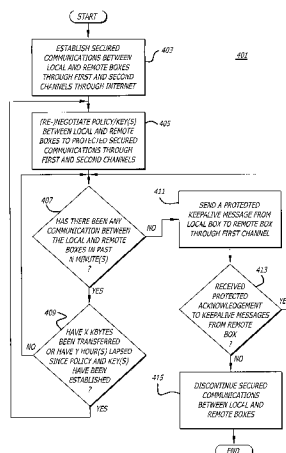 START
ESTABLISH SECURED
COMMUNICATIONS BETWEEN
LOCAL AND REMOTE BOXES
THROUGH FIRST AND SECOND
CHANNELS THROUGH INTERNET
403
401
(RE-)NEGOTIATE POLICY/KEY(S)
BETWEEN LOCAL AND REMOTE
BOXES TO PROTECTED SECURED
COMMUNICATIONS THROUGH
FIRST AND SECOND CHANNELS
405
407
HAS THERE BEEN ANY
COMMUNICATION BETWEEN
THE LOCAL AND REMOTE
BOXES IN PAST
N MINUTE(S)
?
NO
YES
411
SEND A PROTECTED
KEEPALIVE MESSAGE FROM
LOCAL BOX TO REMOTE BOX
THROUGH FIRST CHANNEL
413
RECEIVED
PROTECTED
ACKNOWLEDGEMENT
TO KEEPALIVE MESSAGES
FROM REMOTE
BOX
?
NO
409
HAVE X KBYTES
BEEN TRANSFERRED
OR HAVE Y HOUR(S) LAPSED
SINCE POLICY AND KEY(S)
HAVE BEEN
ESTABLISHED
?
NO
YES
415
DISCONTINUE SECURED
COMMUNICATIONS
BETWEEN LOCAL AND
REMOTE BOXES
END